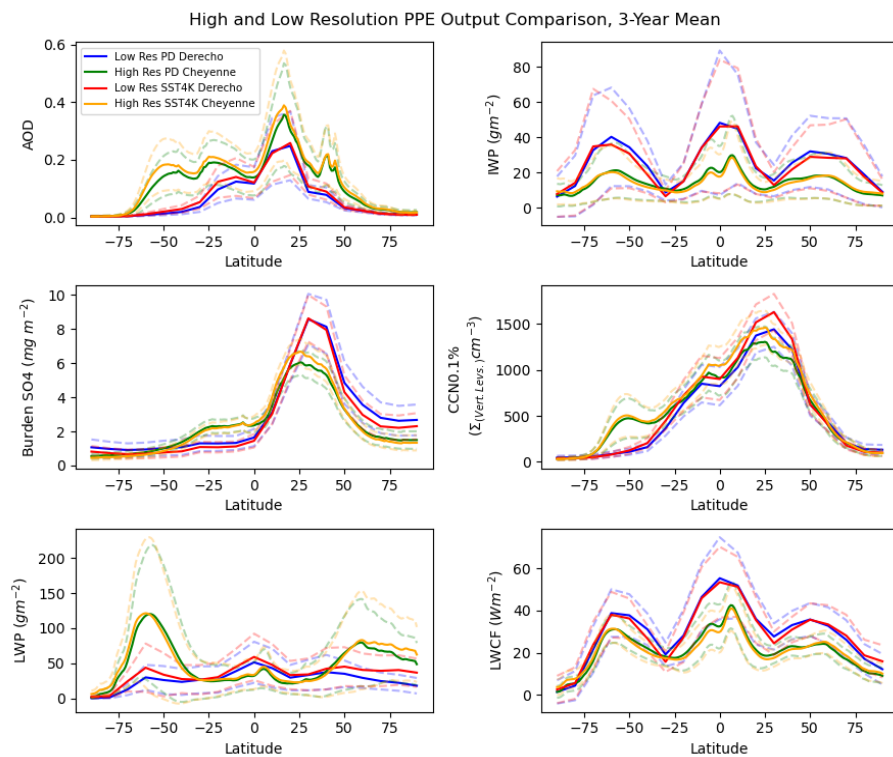 High and Low Resolution PPE Output Comparison, 3-Year Mean
AOD
0.6
0.4
0.2
0.0
Low Res PD Derecho
High Res PD Cheyenne
Low Res SST4K Derecho
High Res SST4K Cheyenne
−75 −50 −25 0 25 50 75
Latitude
IWP (gm⁻²)
80
60
40
20
0
−75 −50 −25 0 25 50 75
Latitude
Burden SO4 (mg m⁻²)
10
8
6
4
2
0
−75 −50 −25 0 25 50 75
Latitude
CCN0.1%
(Σ₍Vert.Levs.₎cm⁻³)
1500
1000
500
0
−75 −50 −25 0 25 50 75
Latitude
LWP (gm⁻²)
200
150
100
50
0
−75 −50 −25 0 25 50 75
Latitude
LWCF (Wm⁻²)
60
40
20
0
−75 −50 −25 0 25 50 75
Latitude